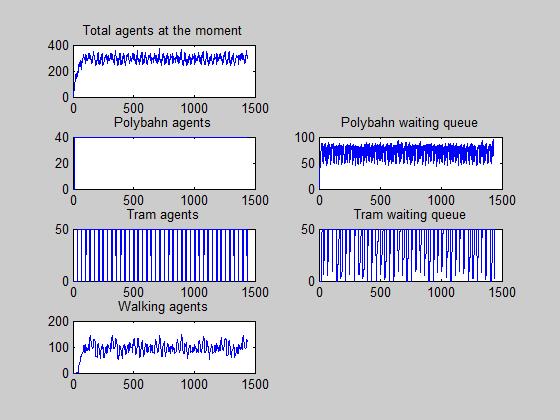 Total agents at the moment
400
200
0
0 500 1000 1500
Polybahn agents Polybahn waiting queue
40 100
20 50
0 0
0 500 1000 1500 0 500 1000 1500
Tram agents Tram waiting queue
50 50
0 0
0 500 1000 1500 0 500 1000 1500
Walking agents
200
100
0
0 500 1000 1500